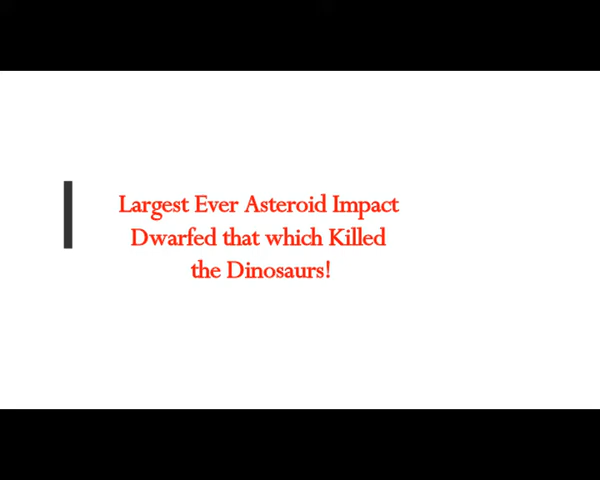 Largest Ever Asteroid Impact
Dwarfed that which Killed
the Dinosaurs!